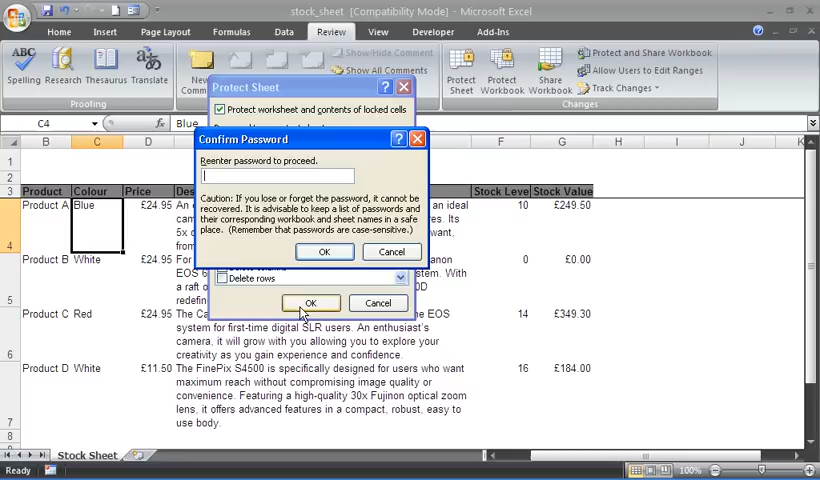 stock_sheet [Compatibility Mode] - Microsoft Excel
Home Insert Page Layout Formulas Data Review View Developer Add-Ins
Spelling Research Thesaurus Translate
Proofing
New
Show/Hide Comment
Show All Comments
Protect Sheet
Protect Workbook
Share Workbook
Protect and Share Workbook
Allow Users to Edit Ranges
Track Changes
Changes
C4 fx Blue
Protect Sheet
Protect worksheet and contents of locked cells
Confirm Password
Reenter password to proceed.
Caution: If you lose or forget the password, it cannot be
recovered. It is advisable to keep a list of passwords and
their corresponding workbook and sheet names in a safe
place. (Remember that passwords are case-sensitive.)
OK Cancel
Delete rows
OK Cancel
B C D F G H I J K
1
2
3 Product Colour Price Stock Leve Stock Value
4 Product A Blue £24.95 An ideal 10 £249.50
5 Product B White £24.95 0 £0.00
EOS With
a raft
6 Product C Red £24.95 The EOS 14 £349.30
system for first-time digital SLR users. An enthusiast's
camera, it will grow with you allowing you to explore your
creativity as you gain experience and confidence.
7 Product D White £11.50 The FinePix S4500 is specifically designed for users who want 16 £184.00
maximum reach without compromising image quality or
convenience. Featuring a high-quality 30x Fujinon optical zoom
lens, it offers advanced features in a compact, robust, easy to
use body.
8
Stock Sheet
Ready 100%